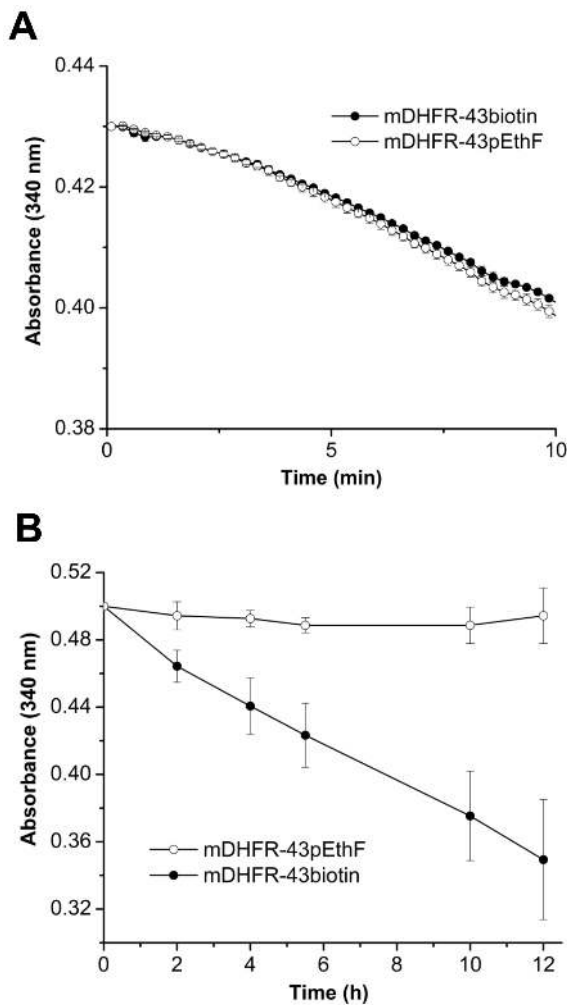 A
0.44
0.42
0.40
0.38
Absorbance (340 nm)
mDHFR-43biotin
mDHFR-43pEthF
0
5
10
Time (min)
B
0.52
0.48
0.44
0.40
0.36
0.32
Absorbance (340 nm)
mDHFR-43pEthF
mDHFR-43biotin
0
2
4
6
8
10
12
Time (h)